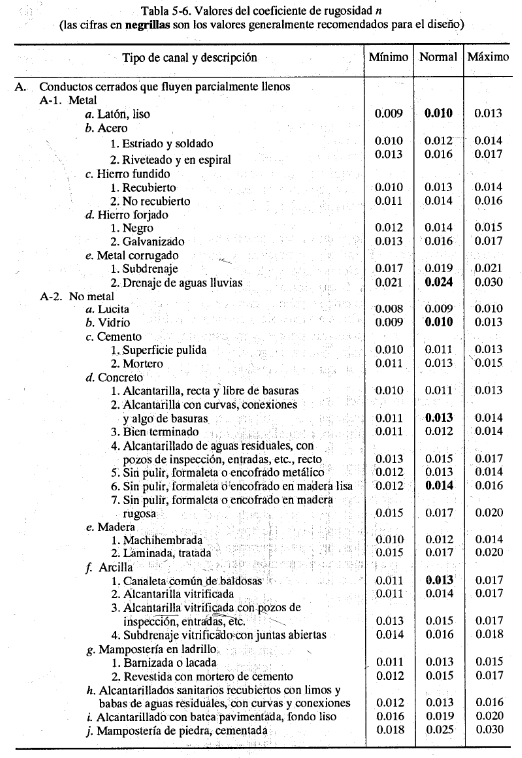 Tabla 5-6. Valores del coeficiente de rugosidad n
(las cifras en negrillas son los valores generalmente recomendados para el diseño)
Tipo de canal y descripción Mínimo Normal Máximo
A. Conductos cerrados que fluyen parcialmente llenos
A-1. Metal
a. Latón, liso 0.009 0.010 0.013
b. Acero
1. Estriado y soldado 0.010 0.012 0.014
2. Riveteado y en espiral 0.013 0.016 0.017
c. Hierro fundido
1. Recubierto 0.010 0.013 0.014
2. No recubierto 0.011 0.014 0.016
d. Hierro forjado
1. Negro 0.012 0.014 0.015
2. Galvanizado 0.013 0.016 0.017
e. Metal corrugado
1. Subdrenaje 0.017 0.019 0.021
2. Drenaje de aguas lluvias 0.021 0.024 0.030
A-2. No metal
a. Lucita 0.008 0.009 0.010
b. Vidrio 0.009 0.010 0.013
c. Cemento
1. Superficie pulida 0.010 0.011 0.013
2. Mortero 0.011 0.013 0.015
d. Concreto
1. Alcantarilla, recta y libre de basuras 0.010 0.011 0.013
2. Alcantarilla con curvas, conexiones
y algo de basuras 0.011 0.013 0.014
3. Bien terminado 0.011 0.012 0.014
4. Alcantarillado de aguas residuales, con
pozos de inspección, entradas, etc., recto 0.013 0.015 0.017
5. Sin pulir, formaleta o encofrado metálico 0.012 0.013 0.014
6. Sin pulir, formaleta o encofrado en madera lisa 0.012 0.014 0.016
7. Sin pulir, formaleta o encofrado en madera
rugosa 0.015 0.017 0.020
e. Madera
1. Machihembrada 0.010 0.012 0.014
2. Laminada, tratada 0.015 0.017 0.020
f. Arcilla
1. Canaleta común de baldosas 0.011 0.013 0.017
2. Alcantarilla vitrificada 0.011 0.014 0.017
3. Alcantarilla vitrificada con pozos de
inspección, entradas, etc. 0.013 0.015 0.017
4. Subdrenaje vitrificado con juntas abiertas 0.014 0.016 0.018
g. Mampostería en ladrillo
1. Barnizada o lacada 0.011 0.013 0.015
2. Revestida con mortero de cemento 0.012 0.015 0.017
h. Alcantarillados sanitarios recubiertos con limos y
babas de aguas residuales, con curvas y conexiones 0.012 0.013 0.016
i. Alcantarillado con batea pavimentada, fondo liso 0.016 0.019 0.020
j. Mampostería de piedra, cementada 0.018 0.025 0.030